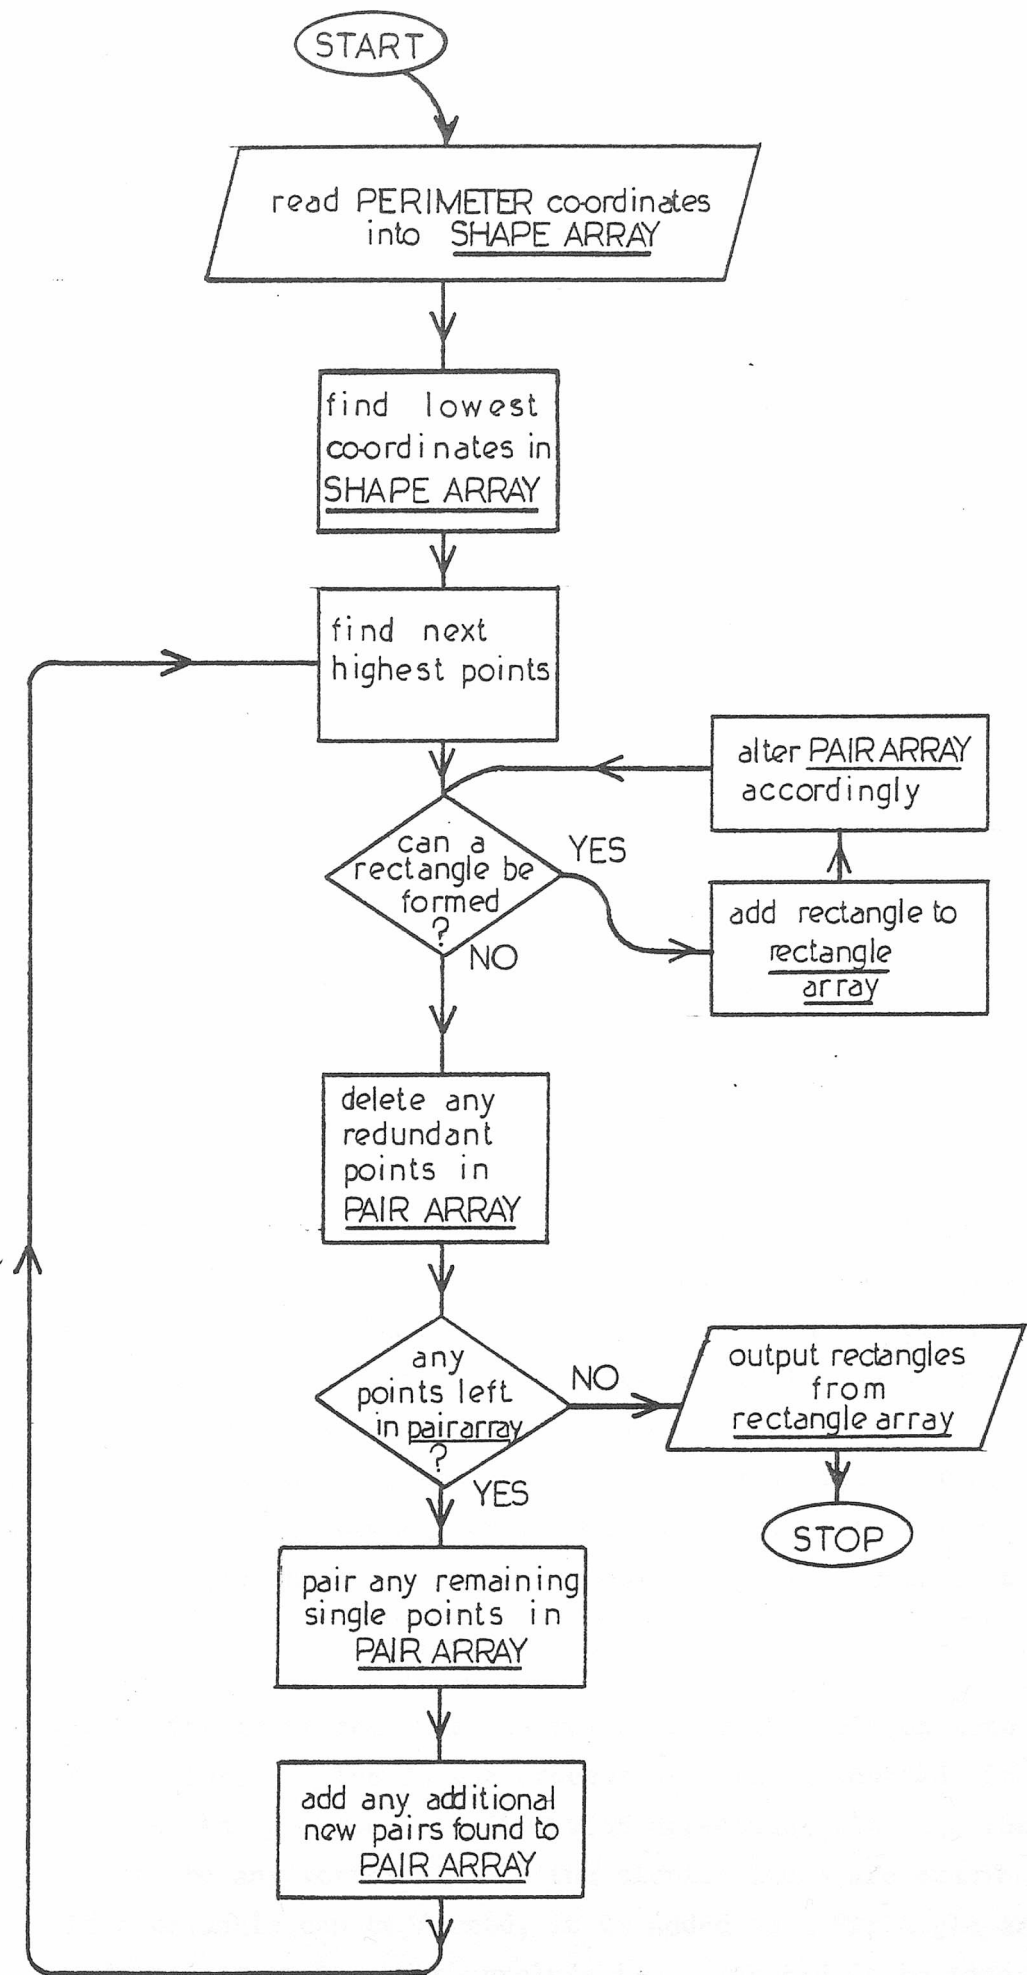 START
read PERIMETER co-ordinates
into SHAPE ARRAY
find lowest
co-ordinates in
SHAPE ARRAY
find next
highest points
can a
rectangle be
formed
?
YES
NO
add rectangle to
rectangle
array
alter PAIR ARRAY
accordingly
delete any
redundant
points in
PAIR ARRAY
any
points left
in pair array
?
NO
YES
output rectangles
from
rectangle array
STOP
pair any remaining
single points in
PAIR ARRAY
add any additional
new pairs found to
PAIR ARRAY